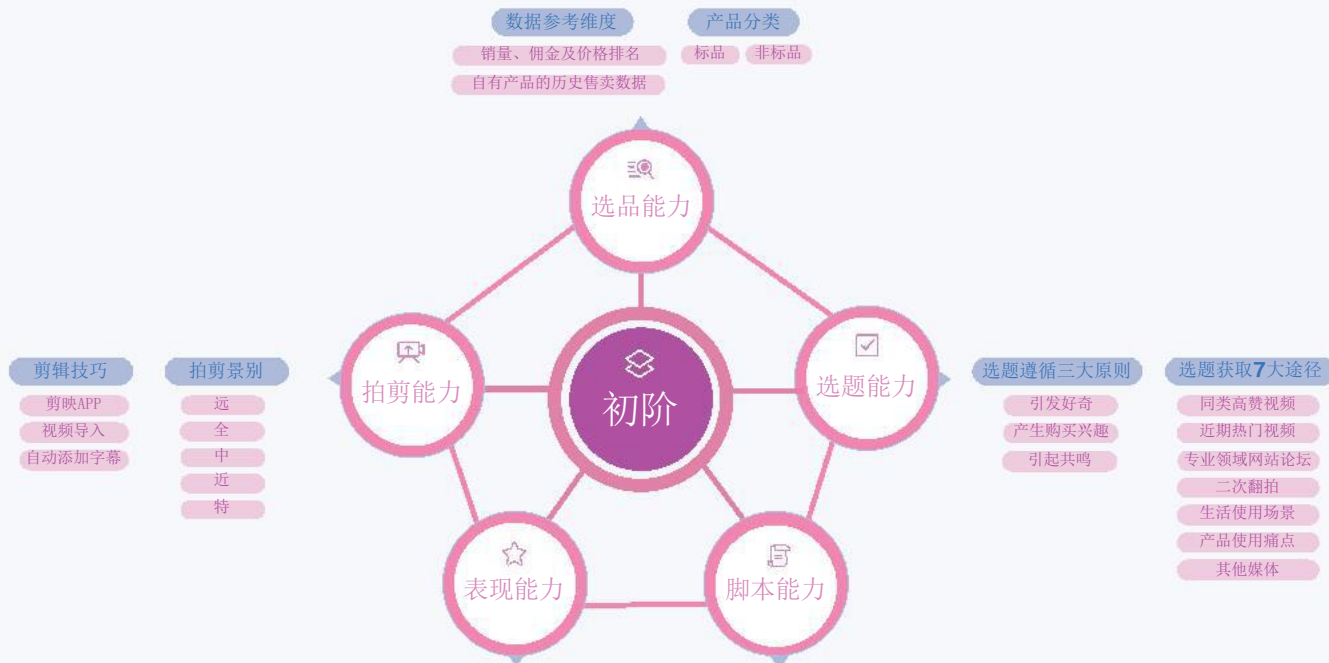 数据参考维度
销量、佣金及价格排名
自有产品的历史售卖数据
产品分类
标品
非标品
选品能力
剪辑技巧
剪映APP
视频导入
自动添加字幕
拍剪景别
远
全
中
近
特
拍剪能力
初阶
选题能力
选题遵循三大原则
引发好奇
产生购买兴趣
引起共鸣
选题获取7大途径
同类高赞视频
近期热门视频
专业领域网站论坛
二次翻拍
生活使用场景
产品使用痛点
其他媒体
表现能力
脚本能力